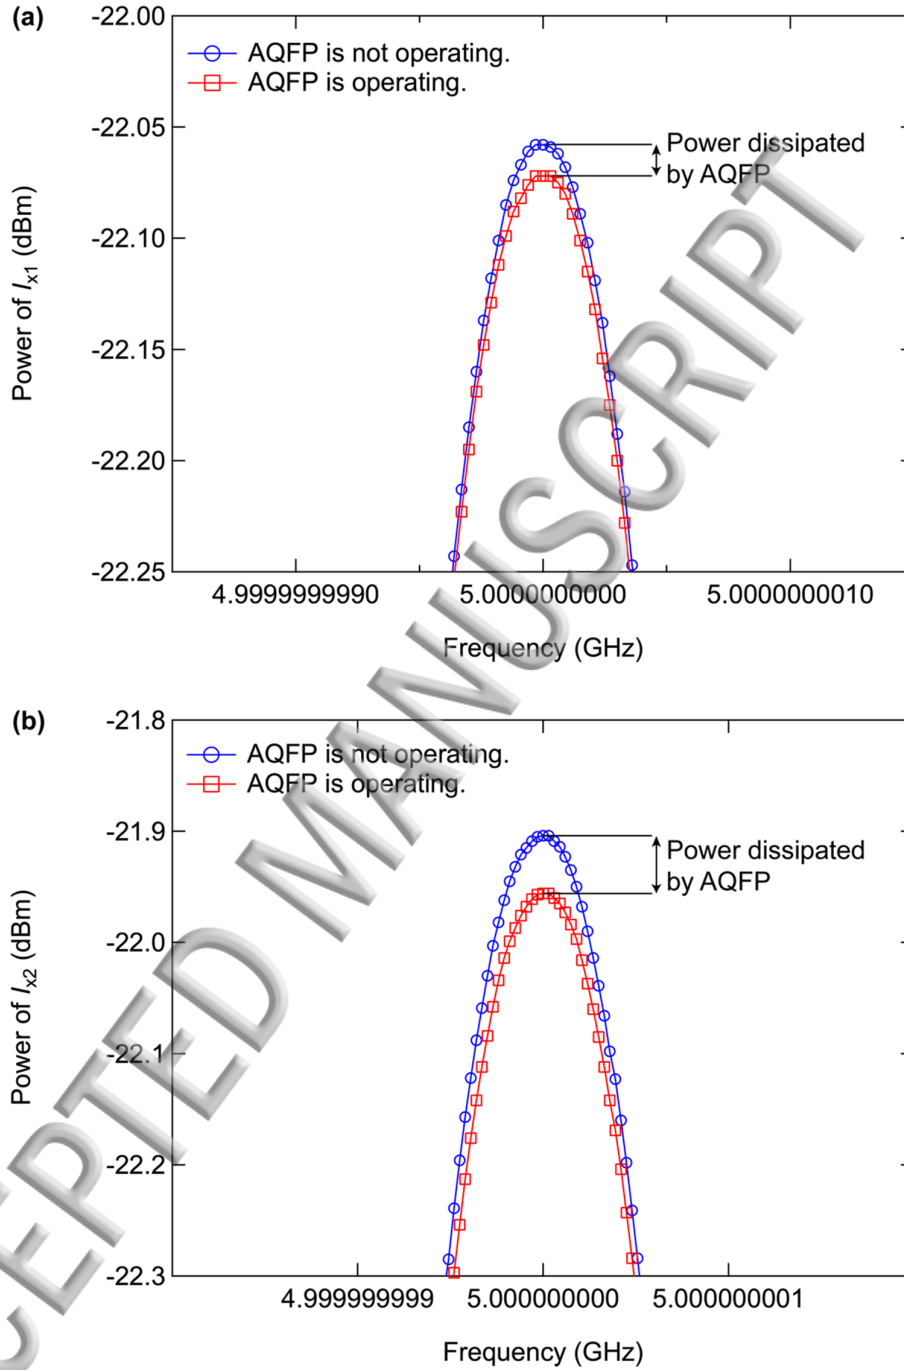 (a)
-22.00
AQFP is not operating.
AQFP is operating.
-22.05
Power dissipated
by AQFP
-22.10
Power of Ix1 (dBm)
-22.15
-22.20
-22.25
4.9999999990 5.0000000000 5.0000000010
Frequency (GHz)
(b)
-21.8
AQFP is not operating.
AQFP is operating.
-21.9
Power dissipated
by AQFP
-22.0
Power of Ix2 (dBm)
-22.1
-22.2
-22.3
4.999999999 5.000000000 5.000000001
Frequency (GHz)
CEPTED MANUSCRIPT